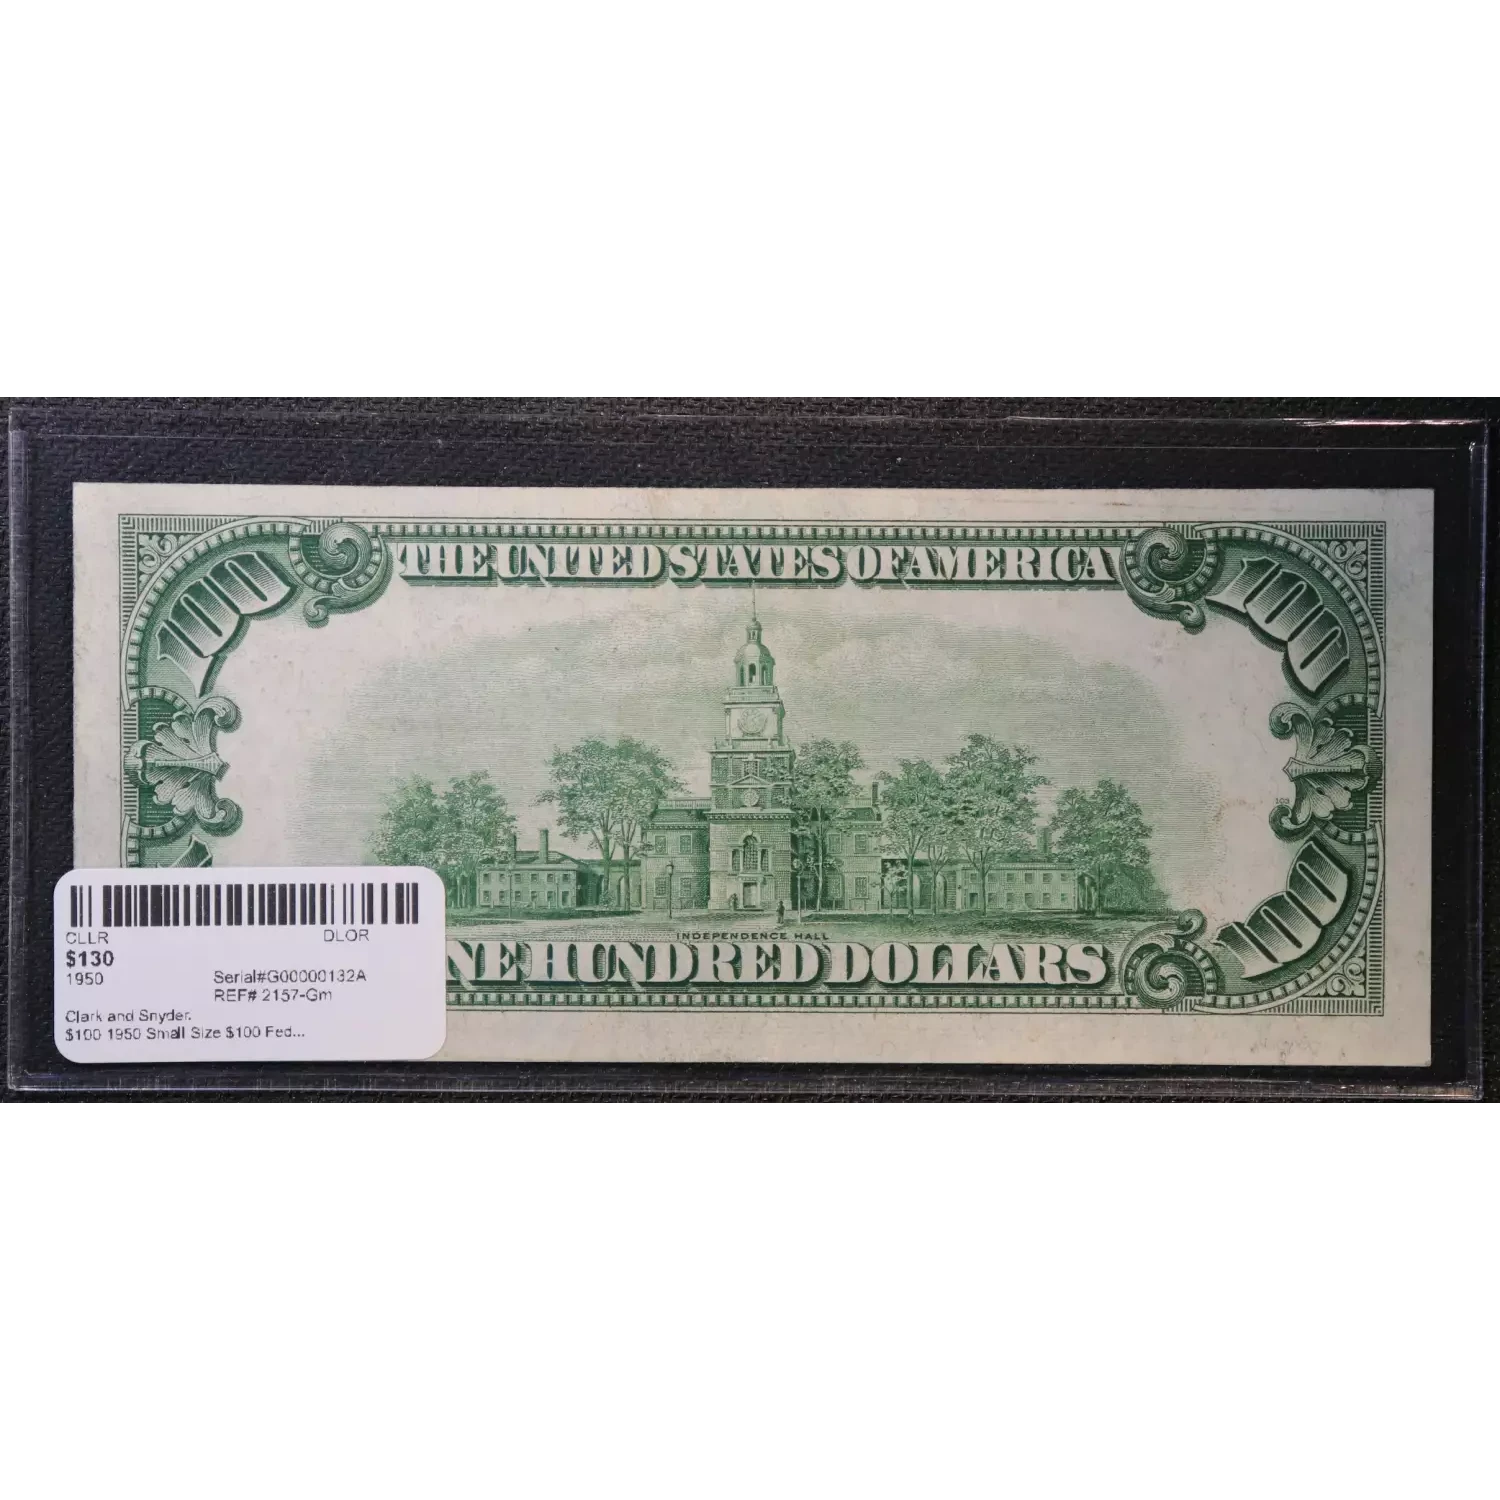 THE UNITED STATES OF AMERICA
100
100
INDEPENDENCE HALL
NE HUNDRED DOLLARS
100
CLLR DLOR
$130
1950 Serial#G00000132A
REF# 2157-Gm
Clark and Snyder.
$100 1950 Small Size $100 Fed...